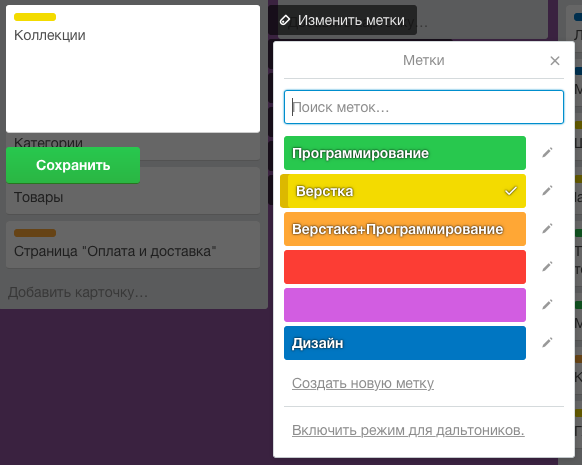 Коллекции
Категории
Сохранить
Товары
Страница "Оплата и доставка"
Добавить карточку…
Изменить метки
Метки
Поиск меток…
Программирование
Верстка
Верстака+Программирование
Дизайн
Создать новую метку
Включить режим для дальтоников.